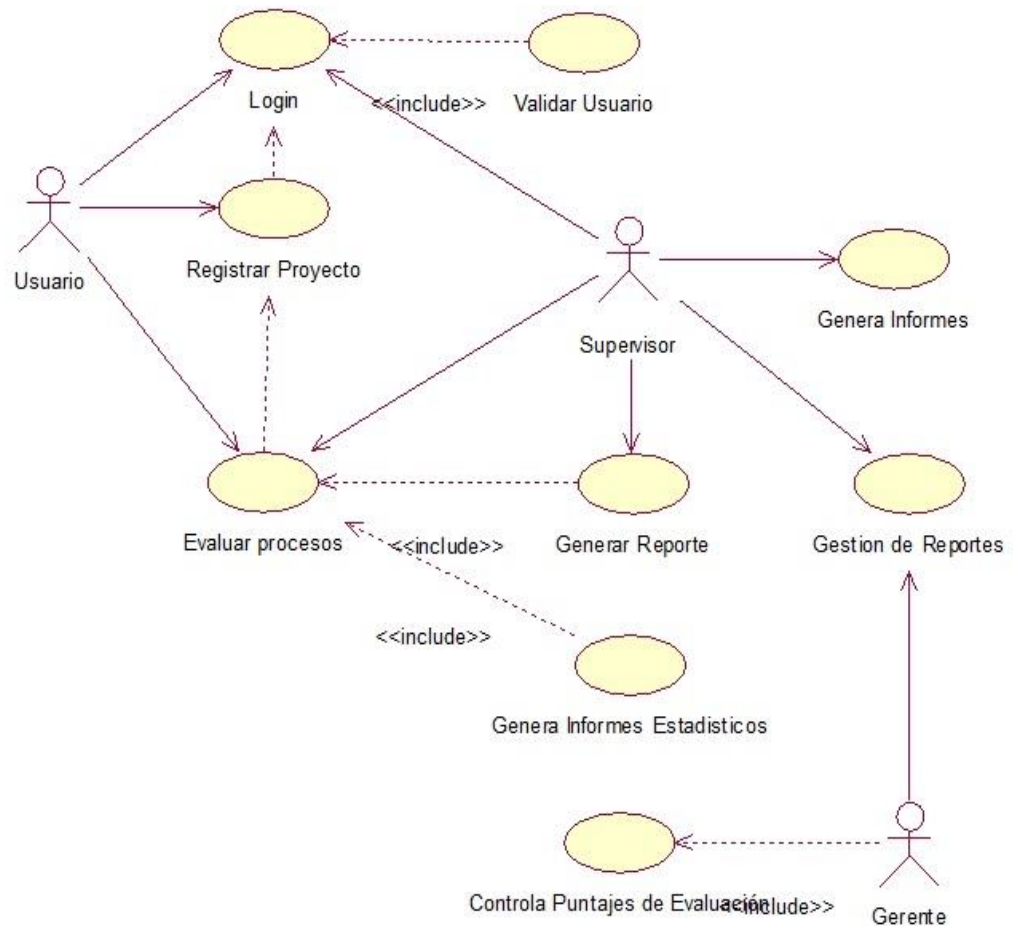 Login
<<include>>
Validar Usuario
Usuario
Registrar Proyecto
Supervisor
Genera Informes
Evaluar procesos
<<include>>
Generar Reporte
Gestion de Reportes
<<include>>
Genera Informes Estadisticos
Controla Puntajes de Evaluación
<<include>>
Gerente